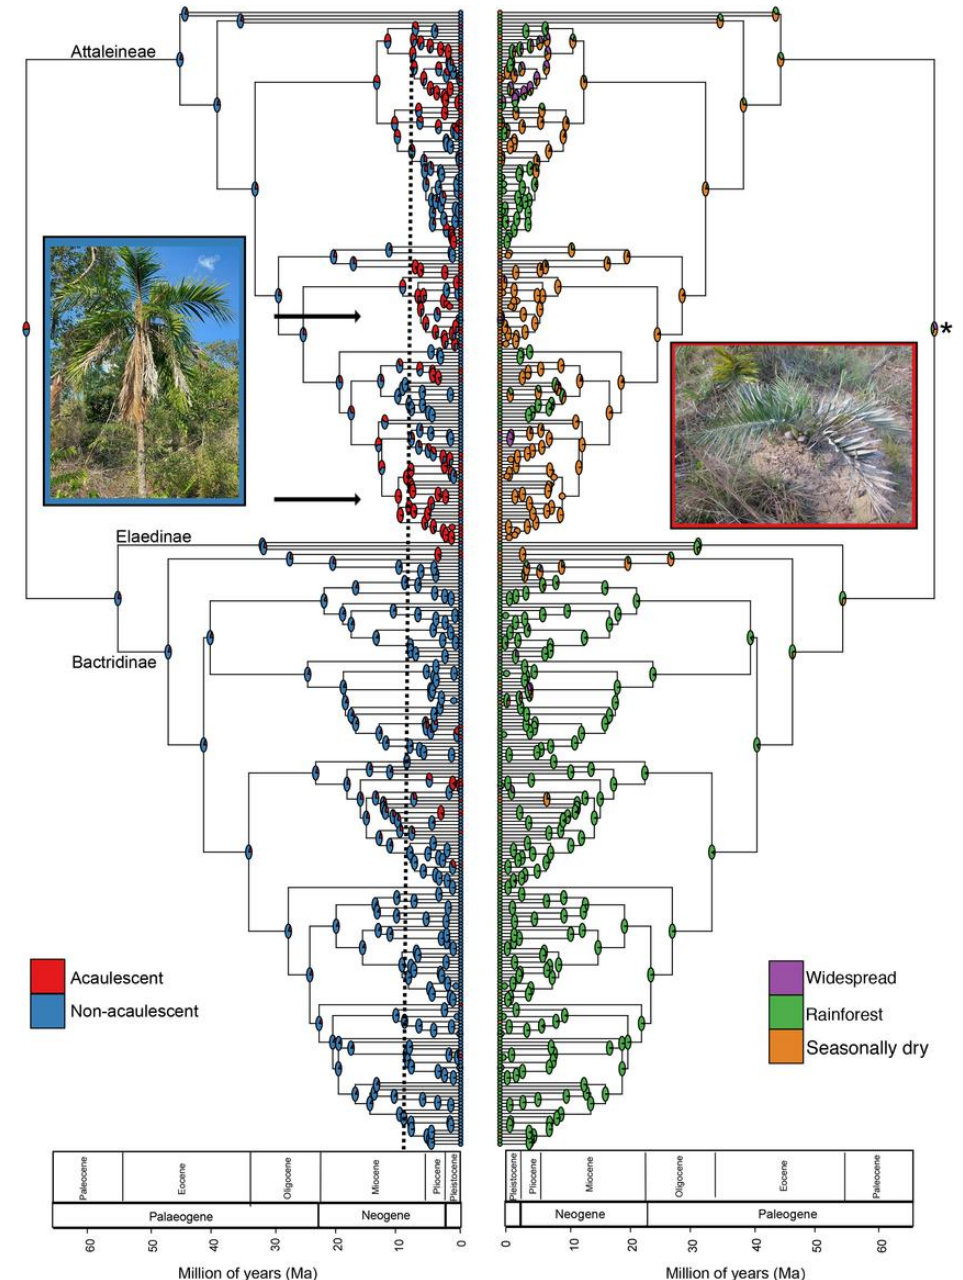 Attaleineae
*
Elaedinae
Bactridinae
Acaulescent
Non-acaulescent
Widespread
Rainforest
Seasonally dry
Paleocene
Eocene
Oligocene
Miocene
Pliocene
Pleistocene
Palaeogene
Neogene
60
50
40
30
20
10
0
Million of years (Ma)
Pleistocene
Pliocene
Miocene
Oligocene
Eocene
Paleocene
Neogene
Paleogene
0
10
20
30
40
50
60
Million of years (Ma)